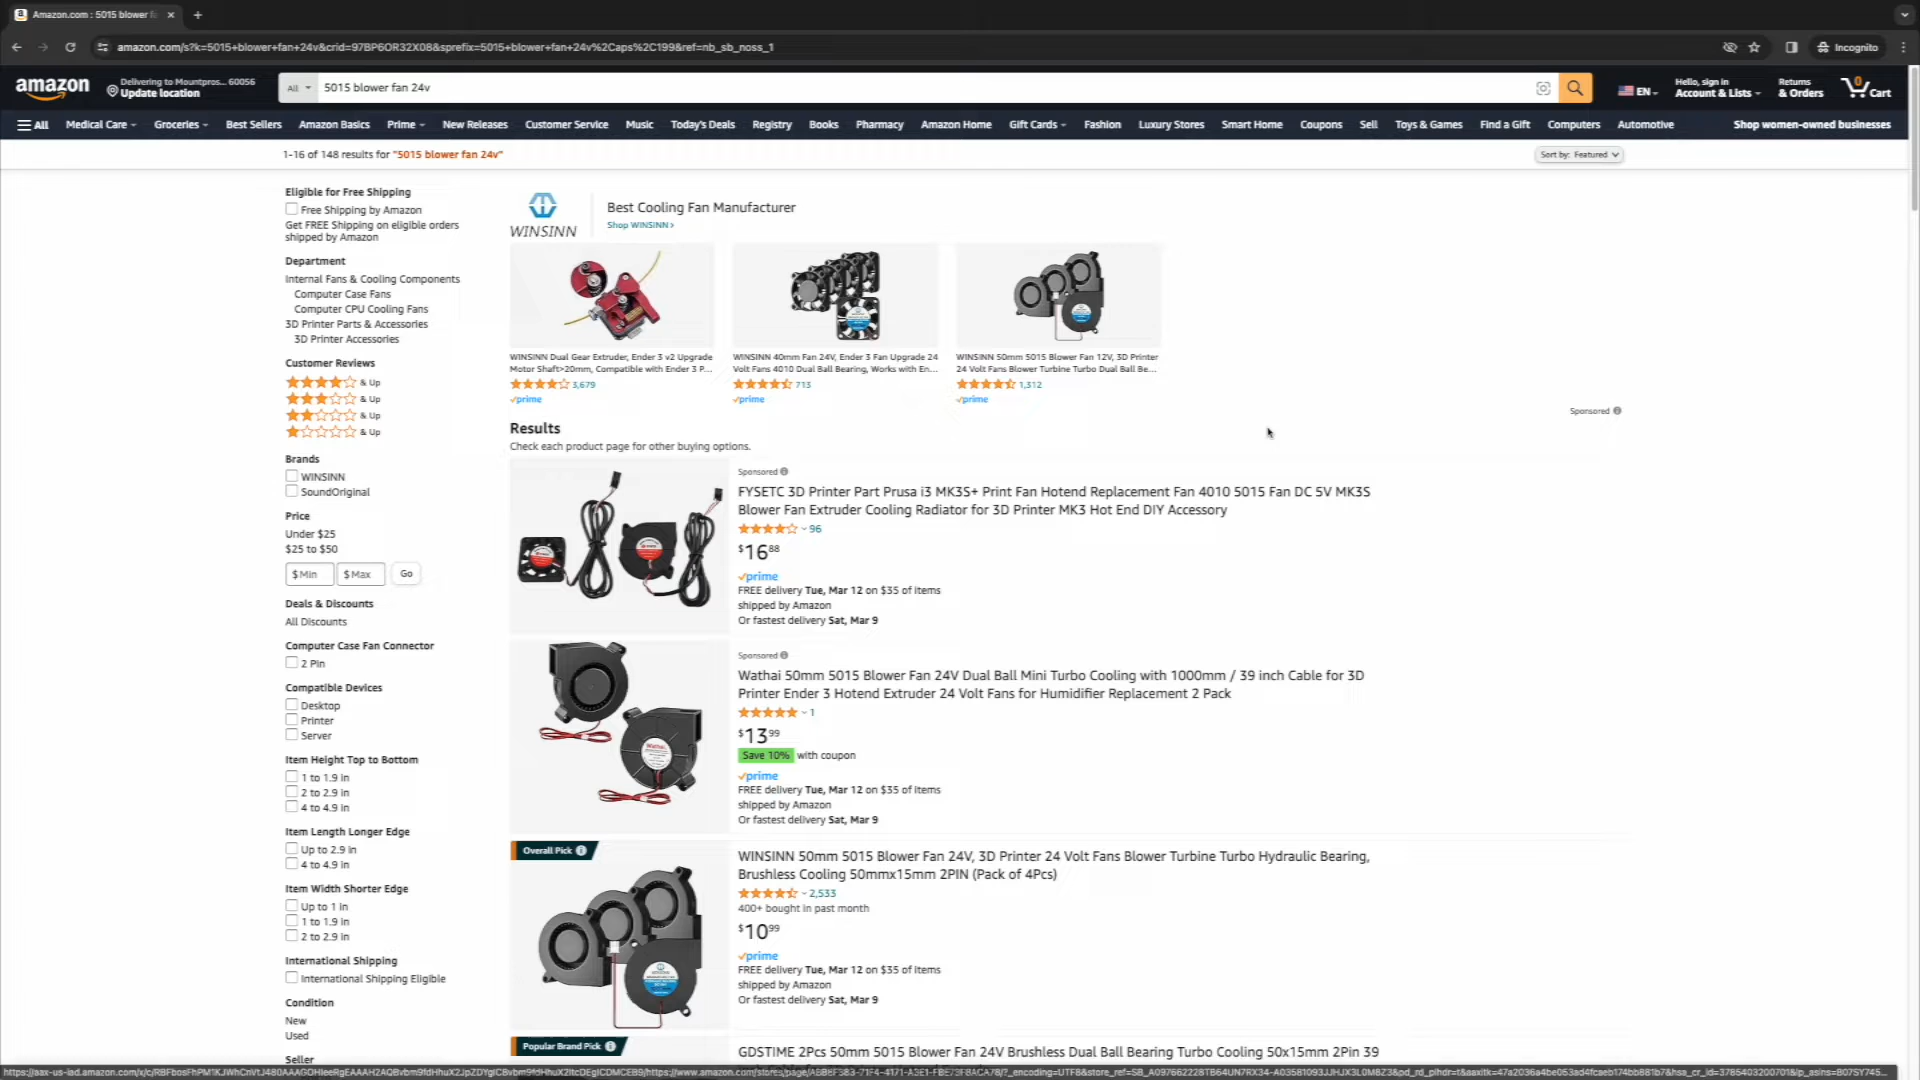 Amazon.com : 5015 blower f
amazon.com/s?k=5015+blower+fan+24v&crid=97BP6OR32X08&sprefix=5015+blower+fan+24v%2Caps%2C199&ref=nb_sb_noss_1
Incognito
amazon
Delivering to Mountpros... 60056
Update location
All
5015 blower fan 24v
EN
Hello, sign in
Account & Lists
Returns
& Orders
0
Cart
All
Medical Care
Groceries
Best Sellers
Amazon Basics
Prime
New Releases
Customer Service
Music
Today's Deals
Registry
Books
Pharmacy
Amazon Home
Gift Cards
Fashion
Luxury Stores
Smart Home
Coupons
Sell
Toys & Games
Find a Gift
Computers
Automotive
Shop women-owned businesses
1-16 of 148 results for "5015 blower fan 24v"
Sort by: Featured
Eligible for Free Shipping
Free Shipping by Amazon
Get FREE Shipping on eligible orders
shipped by Amazon
Department
Internal Fans & Cooling Components
Computer Case Fans
Computer CPU Cooling Fans
3D Printer Parts & Accessories
3D Printer Accessories
Customer Reviews
& Up
& Up
& Up
& Up
Brands
WINSINN
SoundOriginal
Price
Under $25
$25 to $50
$ Min
$ Max
Go
Deals & Discounts
All Discounts
Computer Case Fan Connector
2 Pin
Compatible Devices
Desktop
Printer
Server
Item Height Top to Bottom
1 to 1.9 in
2 to 2.9 in
4 to 4.9 in
Item Length Longer Edge
Up to 2.9 in
4 to 4.9 in
Item Width Shorter Edge
Up to 1 in
1 to 1.9 in
2 to 2.9 in
International Shipping
International Shipping Eligible
Condition
New
Used
Seller
WINSINN
Best Cooling Fan Manufacturer
Shop WINSINN ›
WINSINN Dual Gear Extruder, Ender 3 v2 Upgrade
Motor Shaft>20mm, Compatible with Ender 3 P...
3,679
prime
WINSINN 40mm Fan 24V, Ender 3 Fan Upgrade 24
Volt Fans 4010 Dual Ball Bearing, Works with En...
713
prime
WINSINN 50mm 5015 Blower Fan 12V, 3D Printer
24 Volt Fans Blower Turbine Turbo Dual Ball Be...
1,312
prime
Sponsored
Results
Check each product page for other buying options.
Sponsored
FYSETC 3D Printer Part Prusa i3 MK3S+ Print Fan Hotend Replacement Fan 4010 5015 Fan DC 5V MK3S
Blower Fan Extruder Cooling Radiator for 3D Printer MK3 Hot End DIY Accessory
96
$16 88
prime
FREE delivery Tue, Mar 12 on $35 of items
shipped by Amazon
Or fastest delivery Sat, Mar 9
Sponsored
Wathai 50mm 5015 Blower Fan 24V Dual Ball Mini Turbo Cooling with 1000mm / 39 inch Cable for 3D
Printer Ender 3 Hotend Extruder 24 Volt Fans for Humidifier Replacement 2 Pack
1
$13 99
Save 10% with coupon
prime
FREE delivery Tue, Mar 12 on $35 of items
shipped by Amazon
Or fastest delivery Sat, Mar 9
Wathai
Overall Pick
WINSINN 50mm 5015 Blower Fan 24V, 3D Printer 24 Volt Fans Blower Turbine Turbo Hydraulic Bearing,
Brushless Cooling 50mmx15mm 2PIN (Pack of 4Pcs)
2,533
400+ bought in past month
$10 99
prime
FREE delivery Tue, Mar 12 on $35 of items
shipped by Amazon
Or fastest delivery Sat, Mar 9
Popular Brand Pick
GDSTIME 2Pcs 50mm 5015 Blower Fan 24V Brushless Dual Ball Bearing Turbo Cooling 50x15mm 2Pin 39